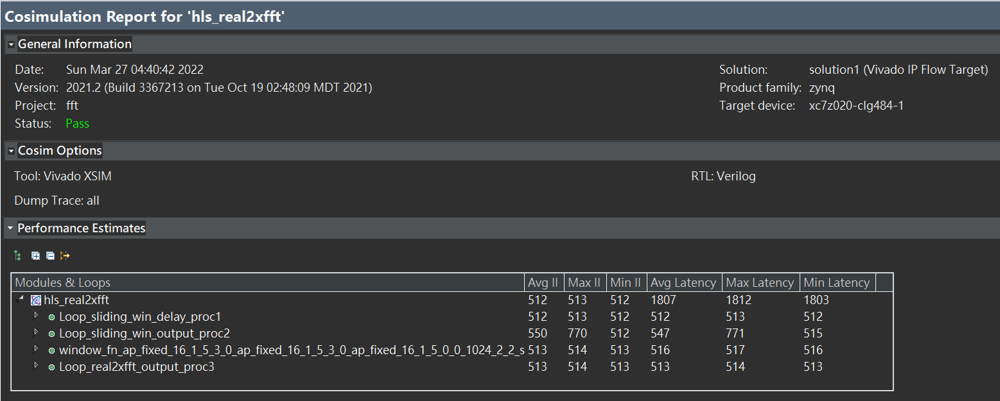 Cosimulation Report for 'hls_real2xfft'
General Information
Date: Sun Mar 27 04:40:42 2022 Solution: solution1 (Vivado IP Flow Target)
Version: 2021.2 (Build 3367213 on Tue Oct 19 02:48:09 MDT 2021) Product family: zynq
Project: fft Target device: xc7z020-clg484-1
Status: Pass
Cosim Options
Tool: Vivado XSIM RTL: Verilog
Dump Trace: all
Performance Estimates
Modules & Loops Avg II Max II Min II Avg Latency Max Latency Min Latency
hls_real2xfft 512 513 512 1807 1812 1803
Loop_sliding_win_delay_proc1 512 513 512 512 513 512
Loop_sliding_win_output_proc2 550 770 512 547 771 515
window_fn_ap_fixed_16_1_5_3_0_ap_fixed_16_1_5_3_0_ap_fixed_16_1_5_0_0_1024_2_2_s 513 514 513 516 517 516
Loop_real2xfft_output_proc3 513 514 513 513 514 513